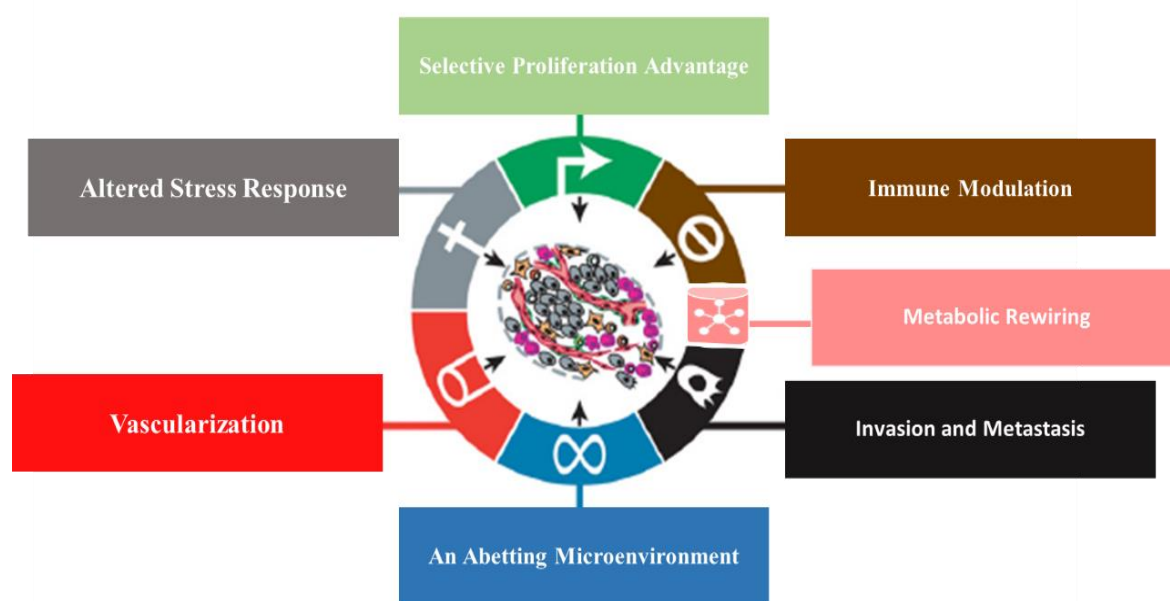 Selective Proliferation Advantage
Altered Stress Response
Immune Modulation
Metabolic Rewiring
Vascularization
Invasion and Metastasis
An Abetting Microenvironment